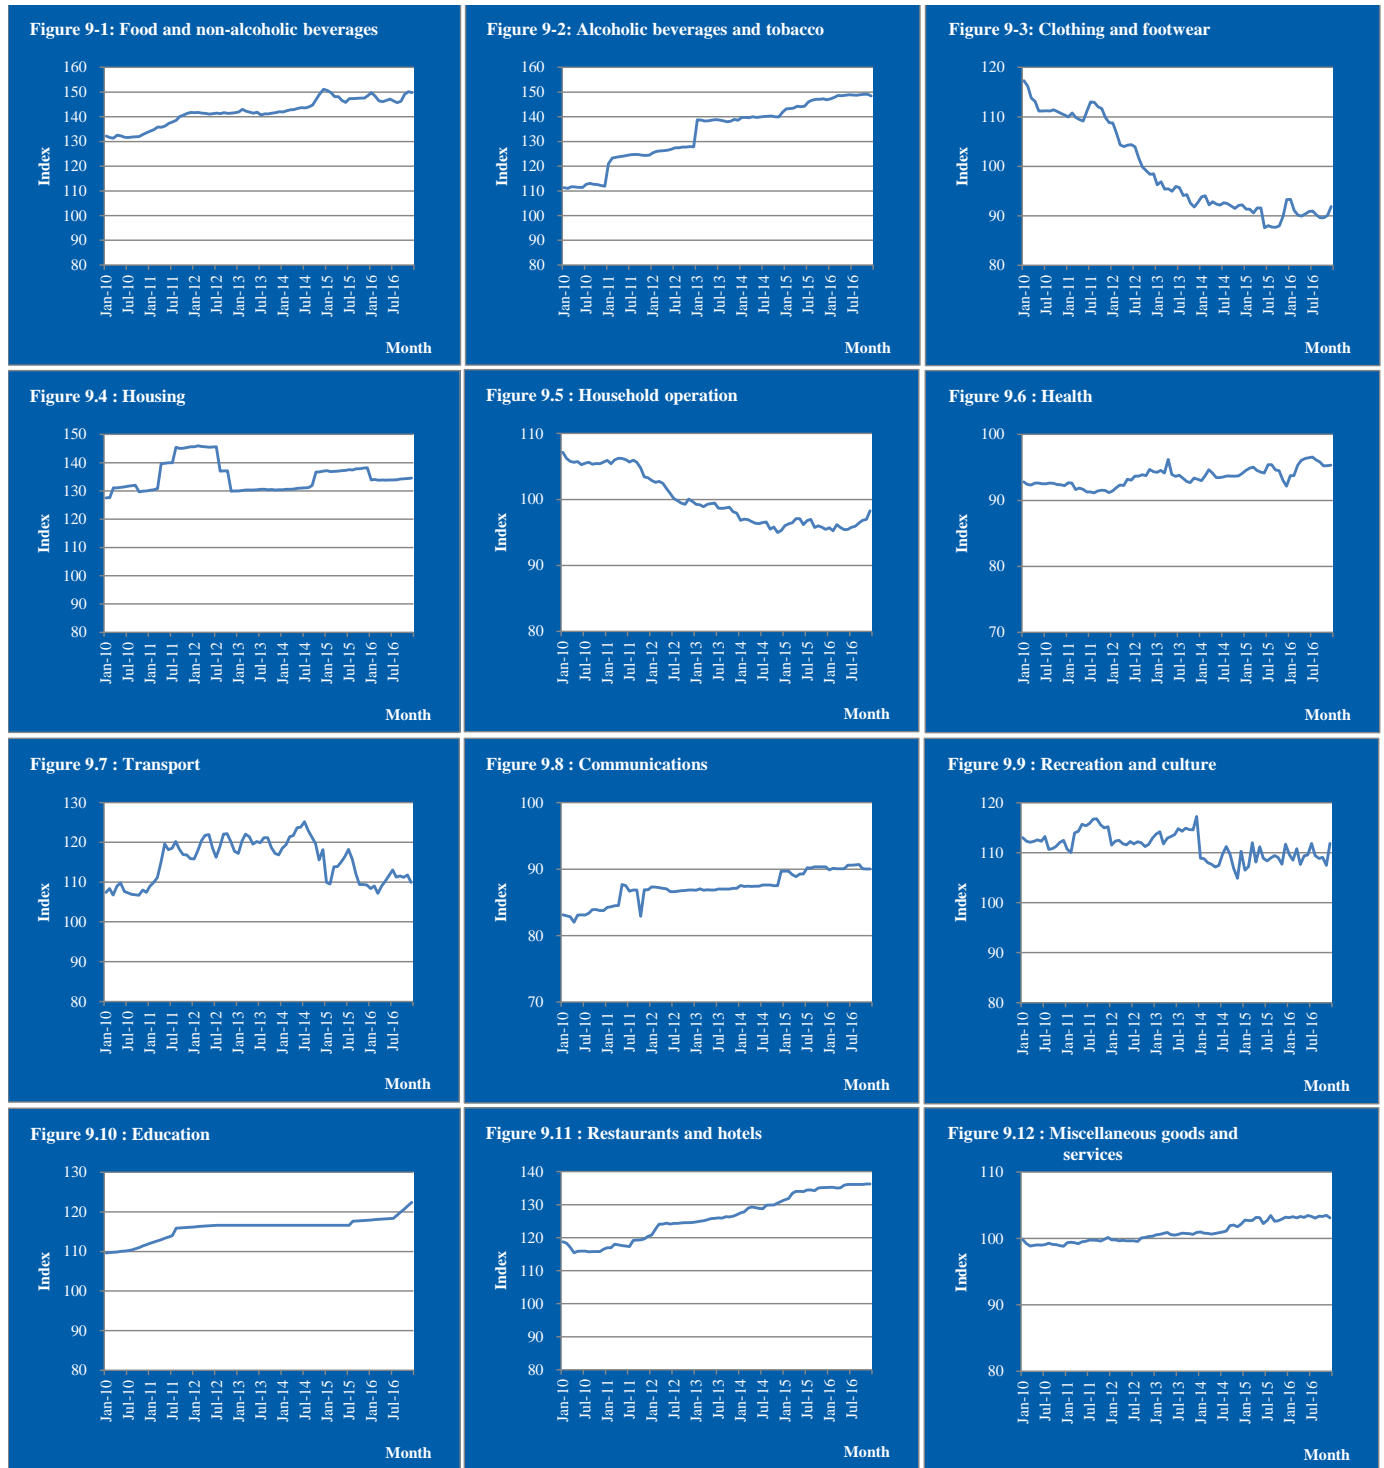 Figure 9-1: Food and non-alcoholic beverages
160
150
140
130
120
110
100
90
80
Index
Jan-10
Jul-10
Jan-11
Jul-11
Jan-12
Jul-12
Jan-13
Jul-13
Jan-14
Jul-14
Jan-15
Jul-15
Jan-16
Jul-16
Month
Figure 9-2: Alcoholic beverages and tobacco
160
150
140
130
120
110
100
90
80
Index
Jan-10
Jul-10
Jan-11
Jul-11
Jan-12
Jul-12
Jan-13
Jul-13
Jan-14
Jul-14
Jan-15
Jul-15
Jan-16
Jul-16
Month
Figure 9-3: Clothing and footwear
120
110
100
90
80
Index
Jan-10
Jul-10
Jan-11
Jul-11
Jan-12
Jul-12
Jan-13
Jul-13
Jan-14
Jul-14
Jan-15
Jul-15
Jan-16
Jul-16
Month
Figure 9.4 : Housing
150
140
130
120
110
100
90
80
Index
Jan-10
Jul-10
Jan-11
Jul-11
Jan-12
Jul-12
Jan-13
Jul-13
Jan-14
Jul-14
Jan-15
Jul-15
Jan-16
Jul-16
Month
Figure 9.5 : Household operation
110
100
90
80
Index
Jan-10
Jul-10
Jan-11
Jul-11
Jan-12
Jul-12
Jan-13
Jul-13
Jan-14
Jul-14
Jan-15
Jul-15
Jan-16
Jul-16
Month
Figure 9.6 : Health
100
90
80
70
Index
Jan-10
Jul-10
Jan-11
Jul-11
Jan-12
Jul-12
Jan-13
Jul-13
Jan-14
Jul-14
Jan-15
Jul-15
Jan-16
Jul-16
Month
Figure 9.7 : Transport
130
120
110
100
90
80
Index
Jan-10
Jul-10
Jan-11
Jul-11
Jan-12
Jul-12
Jan-13
Jul-13
Jan-14
Jul-14
Jan-15
Jul-15
Jan-16
Jul-16
Month
Figure 9.8 : Communications
100
90
80
70
Index
Jan-10
Jul-10
Jan-11
Jul-11
Jan-12
Jul-12
Jan-13
Jul-13
Jan-14
Jul-14
Jan-15
Jul-15
Jan-16
Jul-16
Month
Figure 9.9 : Recreation and culture
120
110
100
90
80
Index
Jan-10
Jul-10
Jan-11
Jul-11
Jan-12
Jul-12
Jan-13
Jul-13
Jan-14
Jul-14
Jan-15
Jul-15
Jan-16
Jul-16
Month
Figure 9.10 : Education
130
120
110
100
90
80
Index
Jan-10
Jul-10
Jan-11
Jul-11
Jan-12
Jul-12
Jan-13
Jul-13
Jan-14
Jul-14
Jan-15
Jul-15
Jan-16
Jul-16
Month
Figure 9.11 : Restaurants and hotels
140
130
120
110
100
90
80
Index
Jan-10
Jul-10
Jan-11
Jul-11
Jan-12
Jul-12
Jan-13
Jul-13
Jan-14
Jul-14
Jan-15
Jul-15
Jan-16
Jul-16
Month
Figure 9.12 : Miscellaneous goods and
services
110
100
90
80
Index
Jan-10
Jul-10
Jan-11
Jul-11
Jan-12
Jul-12
Jan-13
Jul-13
Jan-14
Jul-14
Jan-15
Jul-15
Jan-16
Jul-16
Month